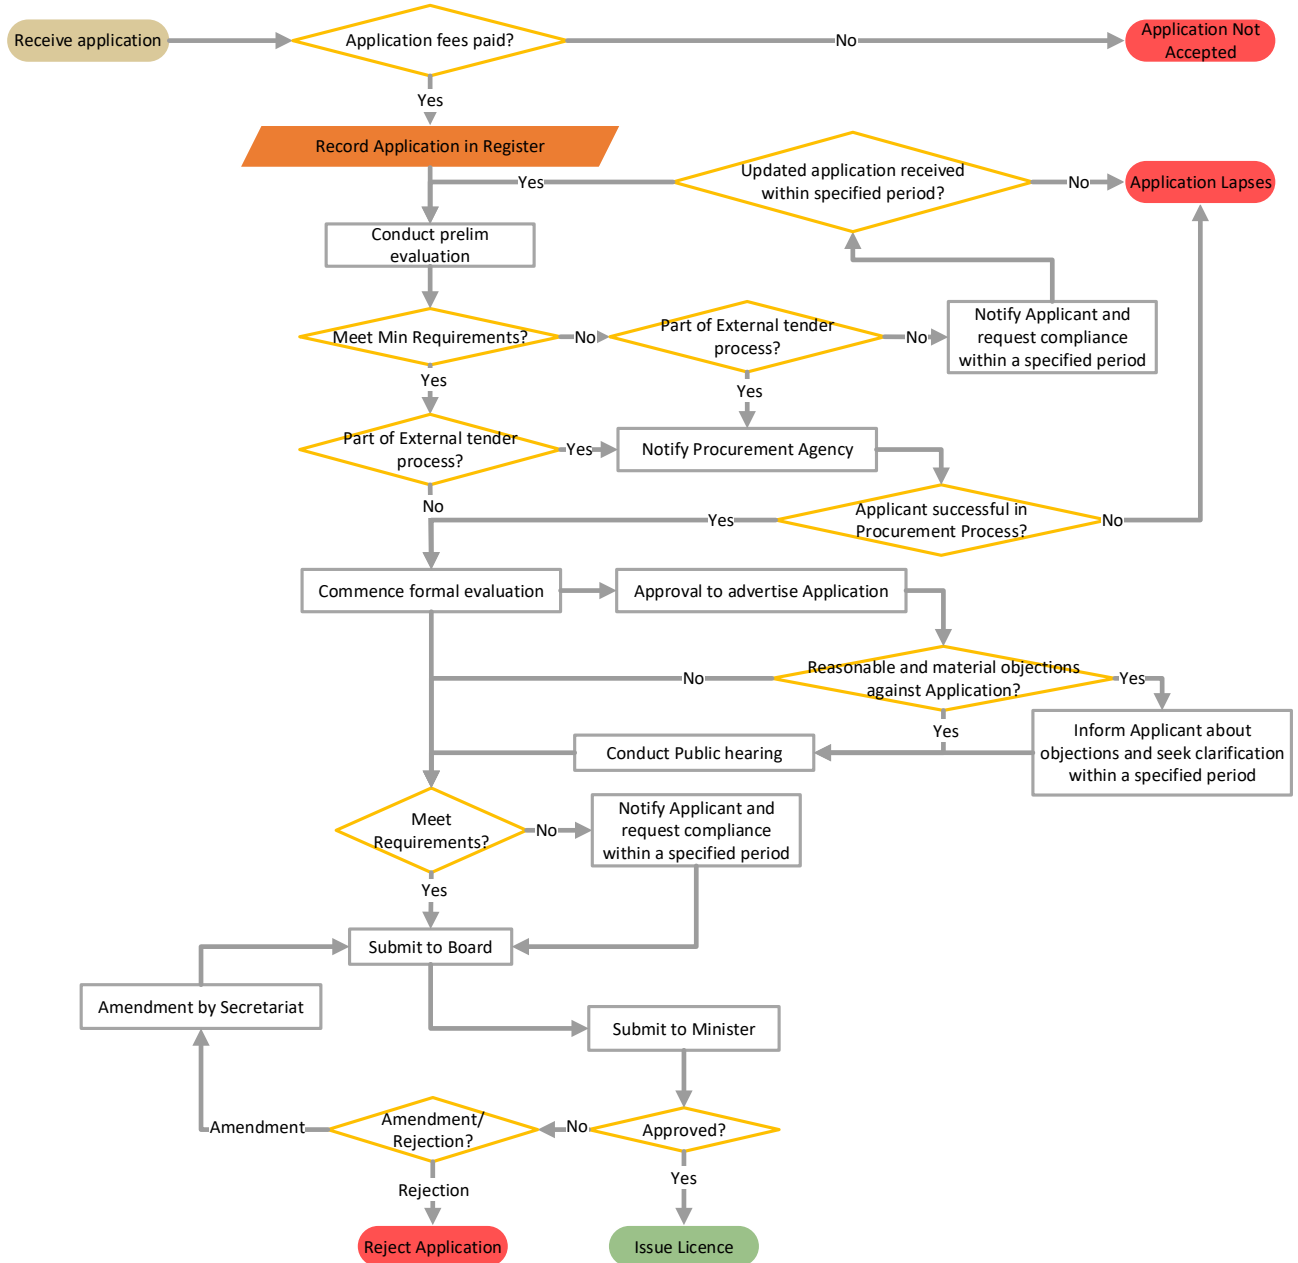 Receive application
Application fees paid?
No
Application Not
Accepted
Yes
Record Application in Register
Updated application received
within specified period?
Yes
No
Application Lapses
Conduct prelim
evaluation
Meet Min Requirements?
No
Part of External tender
process?
No
Notify Applicant and
request compliance
within a specified period
Yes
Yes
Part of External tender
process?
Yes
Notify Procurement Agency
No
Applicant successful in
Procurement Process?
Yes
No
Commence formal evaluation
Approval to advertise Application
Reasonable and material objections
against Application?
No
Yes
Yes
Inform Applicant about
objections and seek clarification
within a specified period
Conduct Public hearing
Meet
Requirements?
No
Notify Applicant and
request compliance
within a specified period
Yes
Submit to Board
Amendment by Secretariat
Submit to Minister
Amendment
Amendment/
Rejection?
No
Approved?
Rejection
Yes
Reject Application
Issue Licence